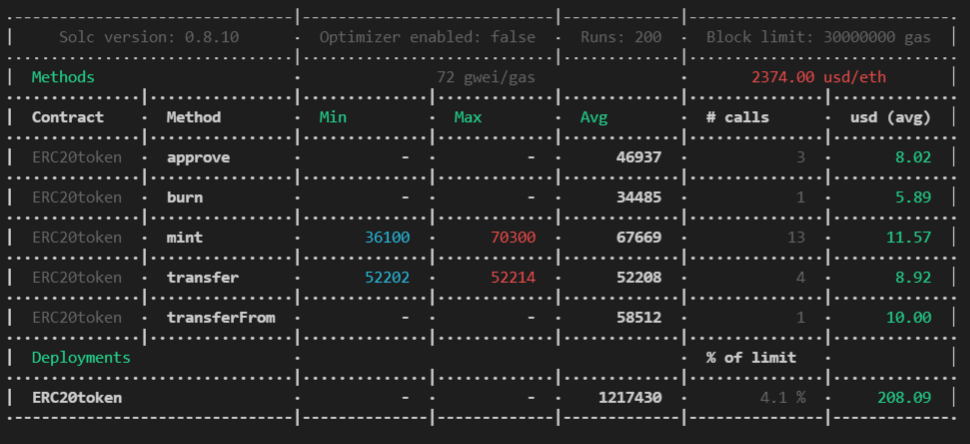 Solc version: 0.8.10 · Optimizer enabled: false · Runs: 200 · Block limit: 30000000 gas
Methods · 72 gwei/gas · 2374.00 usd/eth
Contract · Method · Min · Max · Avg · # calls · usd (avg)
ERC20token · approve · - · - · 46937 · 3 · 8.02
ERC20token · burn · - · - · 34485 · 1 · 5.89
ERC20token · mint · 36100 · 70300 · 67669 · 13 · 11.57
ERC20token · transfer · 52202 · 52214 · 52208 · 4 · 8.92
ERC20token · transferFrom · - · - · 58512 · 1 · 10.00
Deployments · · % of limit ·
ERC20token · - · - · 1217430 · 4.1 % · 208.09